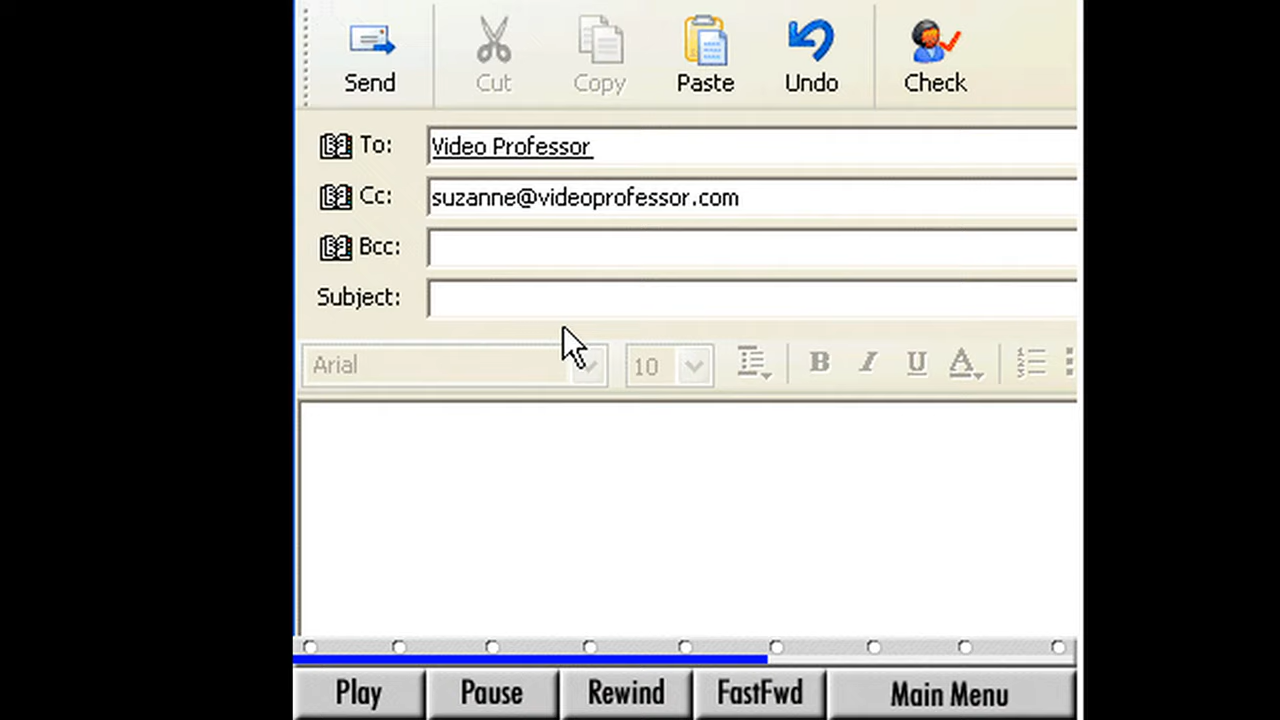 Send Cut Copy Paste Undo Check
To: Video Professor
Cc: suzanne@videoprofessor.com
Bcc:
Subject:
Arial 10 B I U A
Play Pause Rewind FastFwd Main Menu